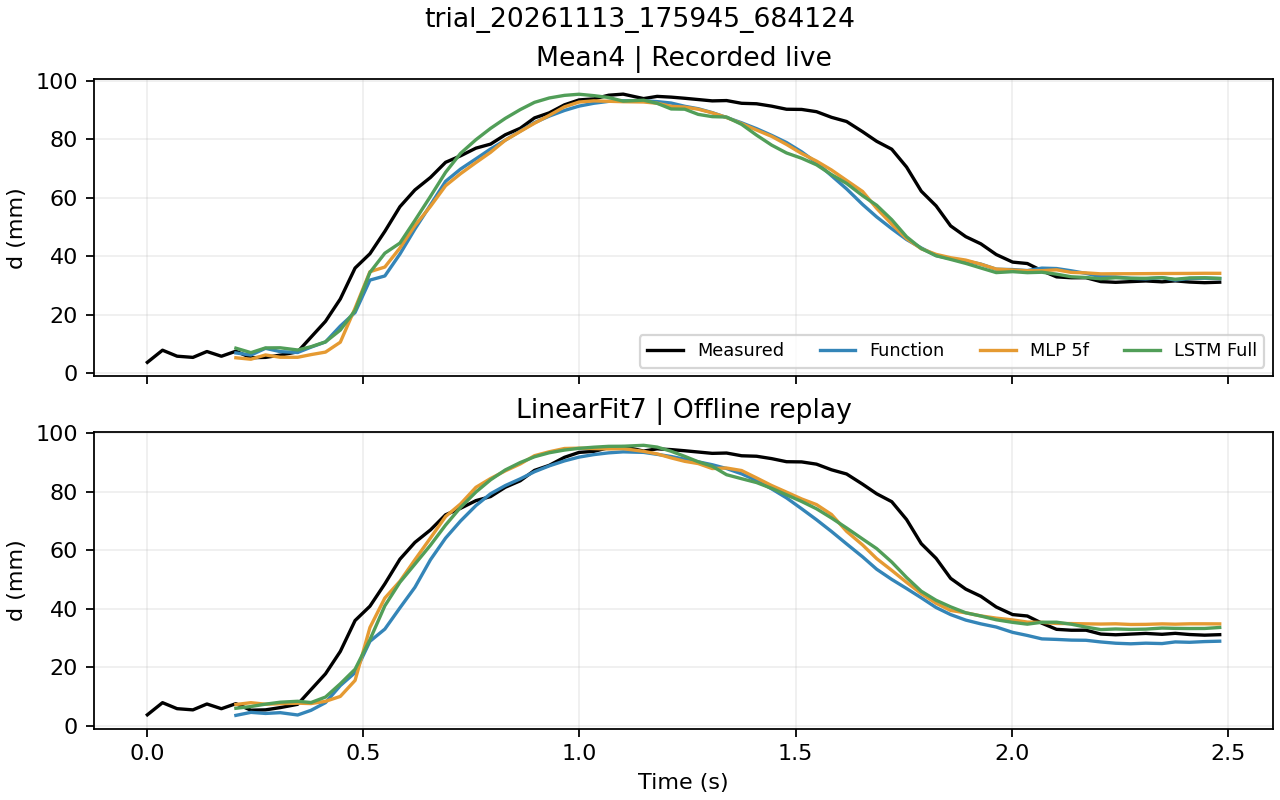 trial_20261113_175945_684124
Mean4 | Recorded live
100
80
60
40
20
0
d (mm)
Measured Function MLP 5f LSTM Full
LinearFit7 | Offline replay
100
80
60
40
20
0
d (mm)
0.0 0.5 1.0 1.5 2.0 2.5
Time (s)